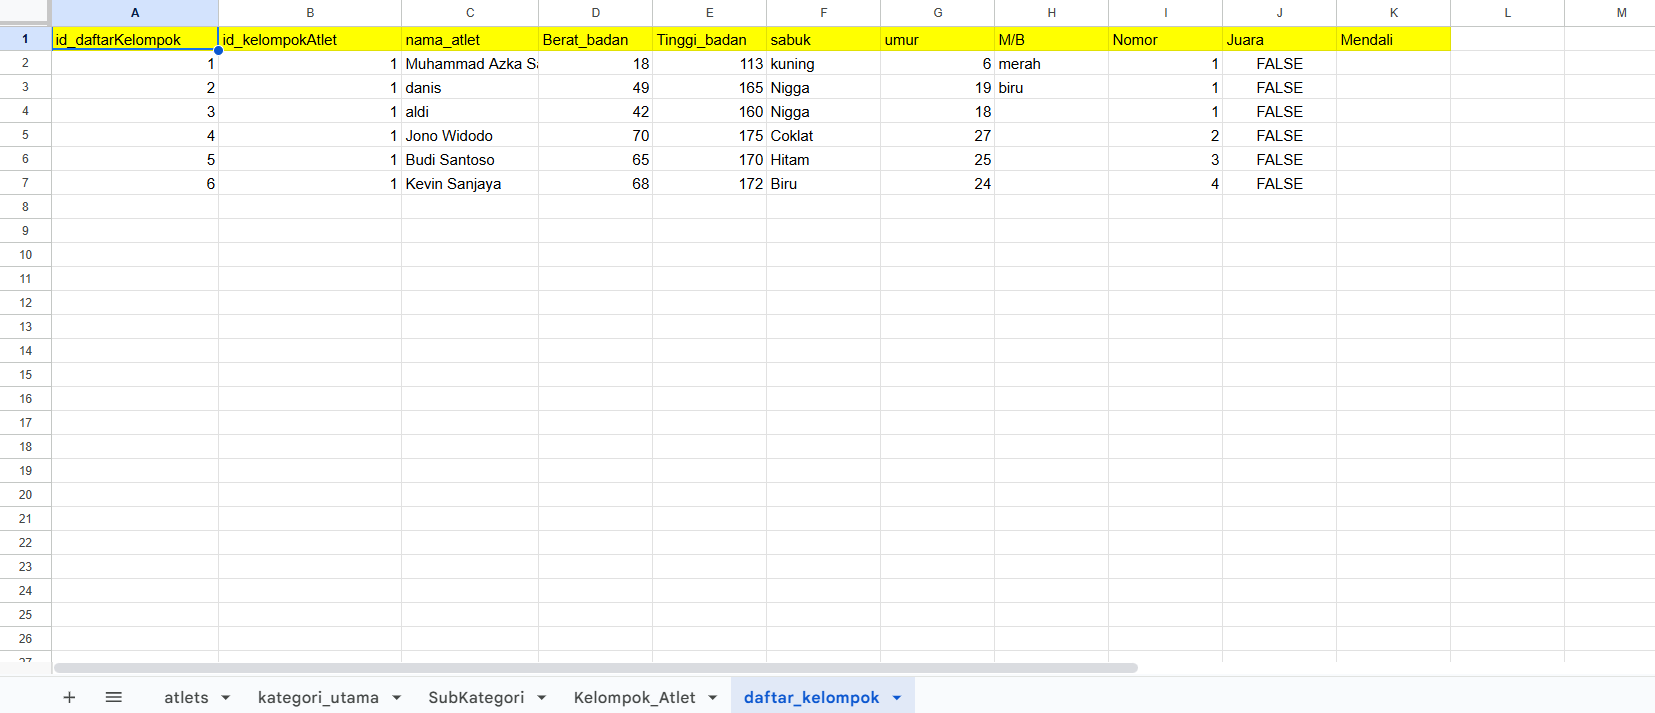 A B C D E F G H I J K L M
1 id_daftarKelompok id_kelompokAtlet nama_atlet Berat_badan Tinggi_badan sabuk umur M/B Nomor Juara Mendali
2 1 1 Muhammad Azka Sa 18 113 kuning 6 merah 1 FALSE
3 2 1 danis 49 165 Nigga 19 biru 1 FALSE
4 3 1 aldi 42 160 Nigga 18 1 FALSE
5 4 1 Jono Widodo 70 175 Coklat 27 2 FALSE
6 5 1 Budi Santoso 65 170 Hitam 25 3 FALSE
7 6 1 Kevin Sanjaya 68 172 Biru 24 4 FALSE
8
9
10
11
12
13
14
15
16
17
18
19
20
21
22
23
24
25
26
27
+ atlets kategori_utama SubKategori Kelompok_Atlet daftar_kelompok